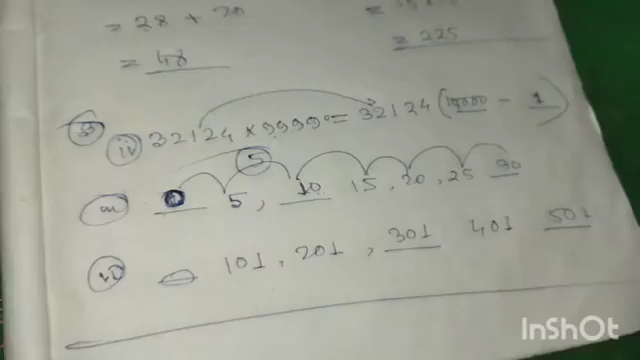 = 28 + 20
= 48
= 225
iv) 32124 × 9999 = 32124 (10000 - 1)
5
0 5, 10 15, 20, 25 30
101, 201, 301 401 501
InShOt